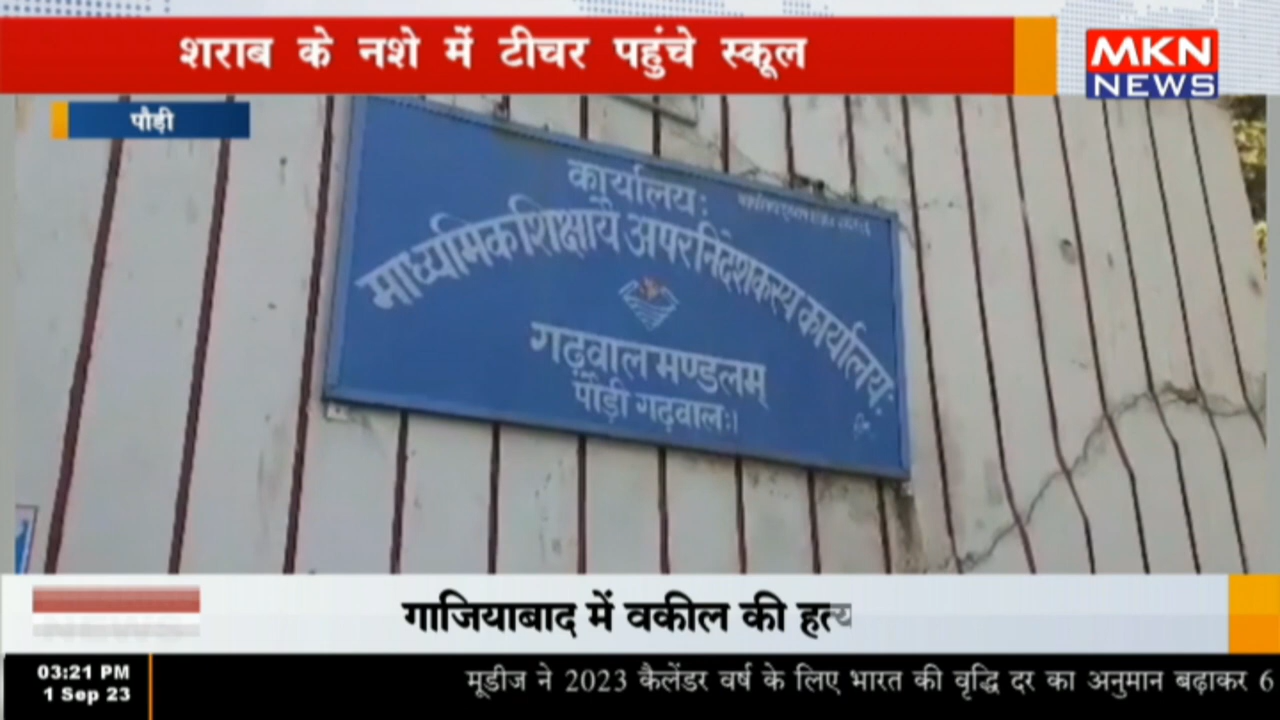 शराब के नशे में टीचर पहुंचे स्कूल
MKN
NEWS
पौड़ी
कार्यालय:
माध्यमिकशिक्षायै अपरनिदेशकस्य कार्यालय:
गढ़वाल मण्डलम्
पौड़ी गढ़वाल:।
गाजियाबाद में वकील की हत्य
03:21 PM
1 Sep 23
मूडीज ने 2023 कैलेंडर वर्ष के लिए भारत की वृद्धि दर का अनुमान बढ़ाकर 6